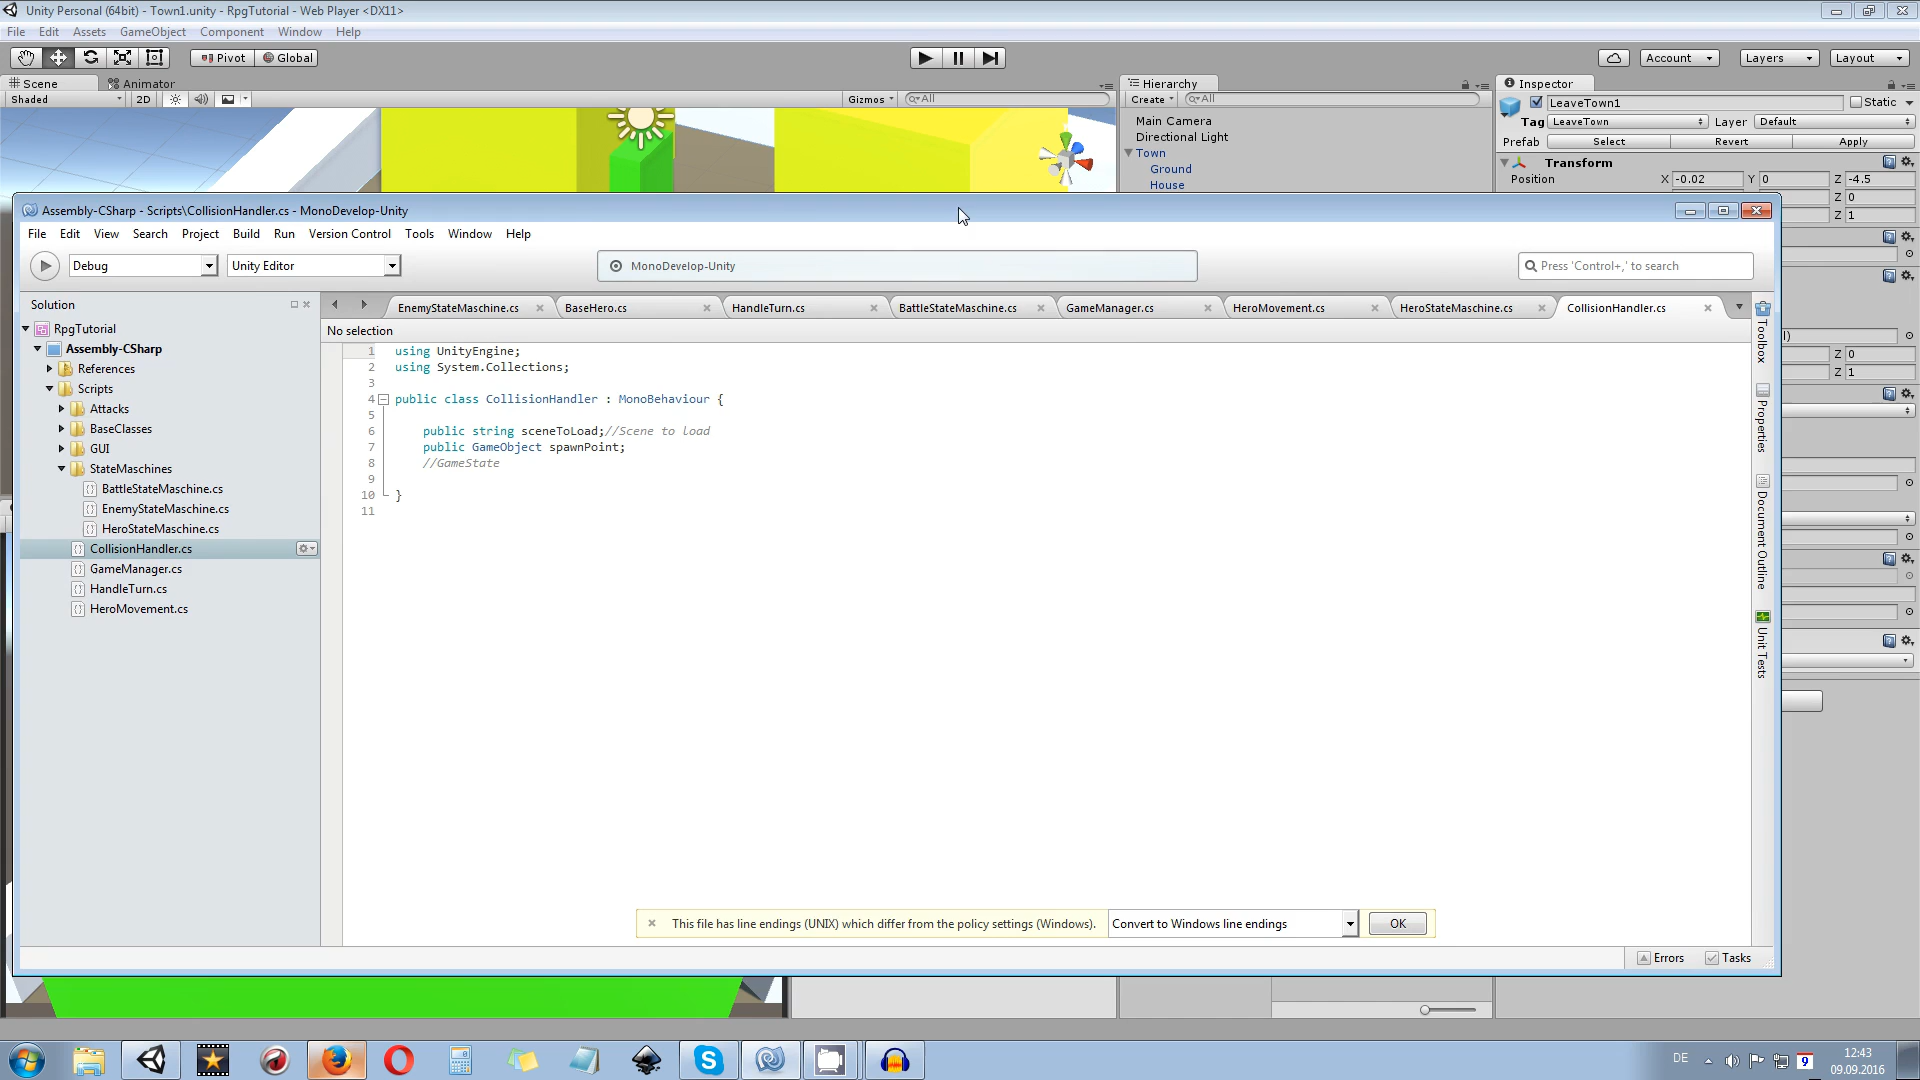 Unity Personal (64bit) - Town1.unity - RpgTutorial - Web Player <DX11>
File Edit Assets GameObject Component Window Help
Pivot Global Account Layers Layout
Scene Animator
Shaded 2D Gizmos All
Hierarchy
Create All
Main Camera
Directional Light
Town
Ground
House
Inspector
LeaveTown1 Static
Tag LeaveTown Layer Default
Prefab Select Revert Apply
Transform
Position X -0.02 Y 0 Z -4.5
Z 0
Z 1
Assembly-CSharp - Scripts\CollisionHandler.cs - MonoDevelop-Unity
File Edit View Search Project Build Run Version Control Tools Window Help
Debug Unity Editor MonoDevelop-Unity Press 'Control+,' to search
Solution
RpgTutorial
Assembly-CSharp
References
Scripts
Attacks
BaseClasses
GUI
StateMaschines
BattleStateMaschine.cs
EnemyStateMaschine.cs
HeroStateMaschine.cs
CollisionHandler.cs
GameManager.cs
HandleTurn.cs
HeroMovement.cs
EnemyStateMaschine.cs BaseHero.cs HandleTurn.cs BattleStateMaschine.cs GameManager.cs HeroMovement.cs HeroStateMaschine.cs CollisionHandler.cs
No selection
1 using UnityEngine;
2 using System.Collections;
3
4 public class CollisionHandler : MonoBehaviour {
5
6 public string sceneToLoad;//Scene to load
7 public GameObject spawnPoint;
8 //GameState
9
10 }
11
Toolbox
Properties
Document Outline
Unit Tests
Z 0
Z 1
This file has line endings (UNIX) which differ from the policy settings (Windows). Convert to Windows line endings OK
Errors Tasks
DE 9 12:43
09.09.2016